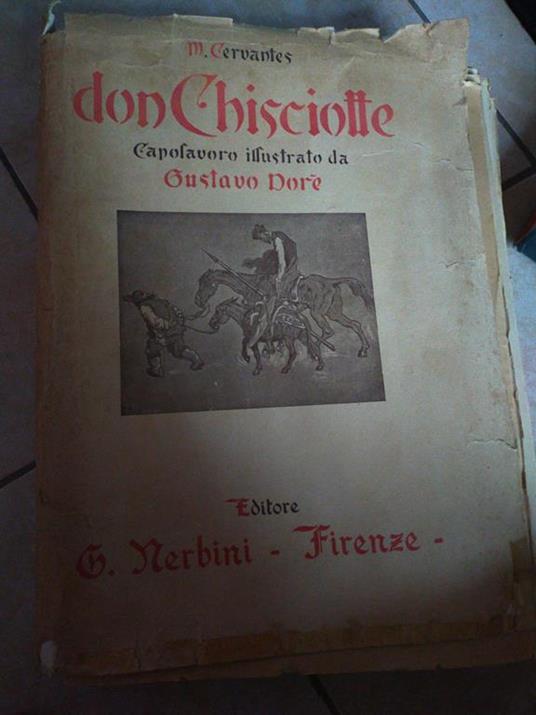 M. Cervantes
don Chisciotte
Capolavoro illustrato da
Gustavo Dorè
Editore
G. Nerbini - Firenze -